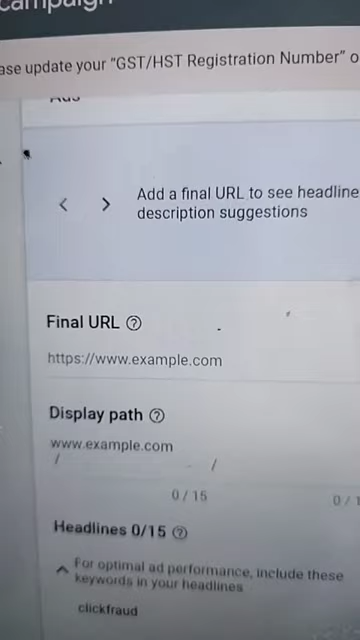 campaign
ase update your "GST/HST Registration Number" o
Ads
Add a final URL to see headline
description suggestions
Final URL
https://www.example.com
Display path
www.example.com
/ /
0 / 15 0 / 1
Headlines 0/15
For optimal ad performance, include these
keywords in your headlines
clickfraud